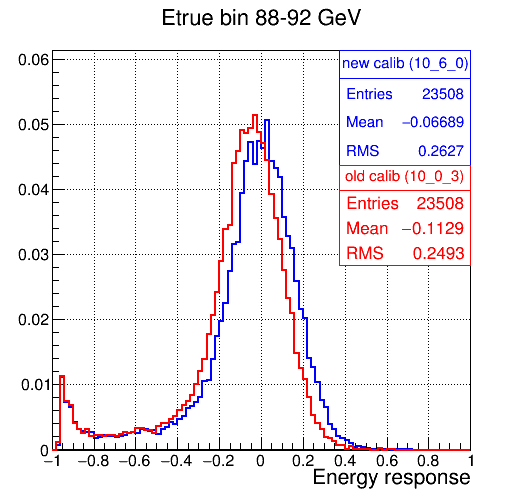 Etrue bin 88-92 GeV
new calib (10_6_0)
Entries 23508
Mean −0.06689
RMS 0.2627
old calib (10_0_3)
Entries 23508
Mean −0.1129
RMS 0.2493
0.06
0.05
0.04
0.03
0.02
0.01
0
−1 −0.8 −0.6 −0.4 −0.2 0 0.2 0.4 0.6 0.8 1
Energy response